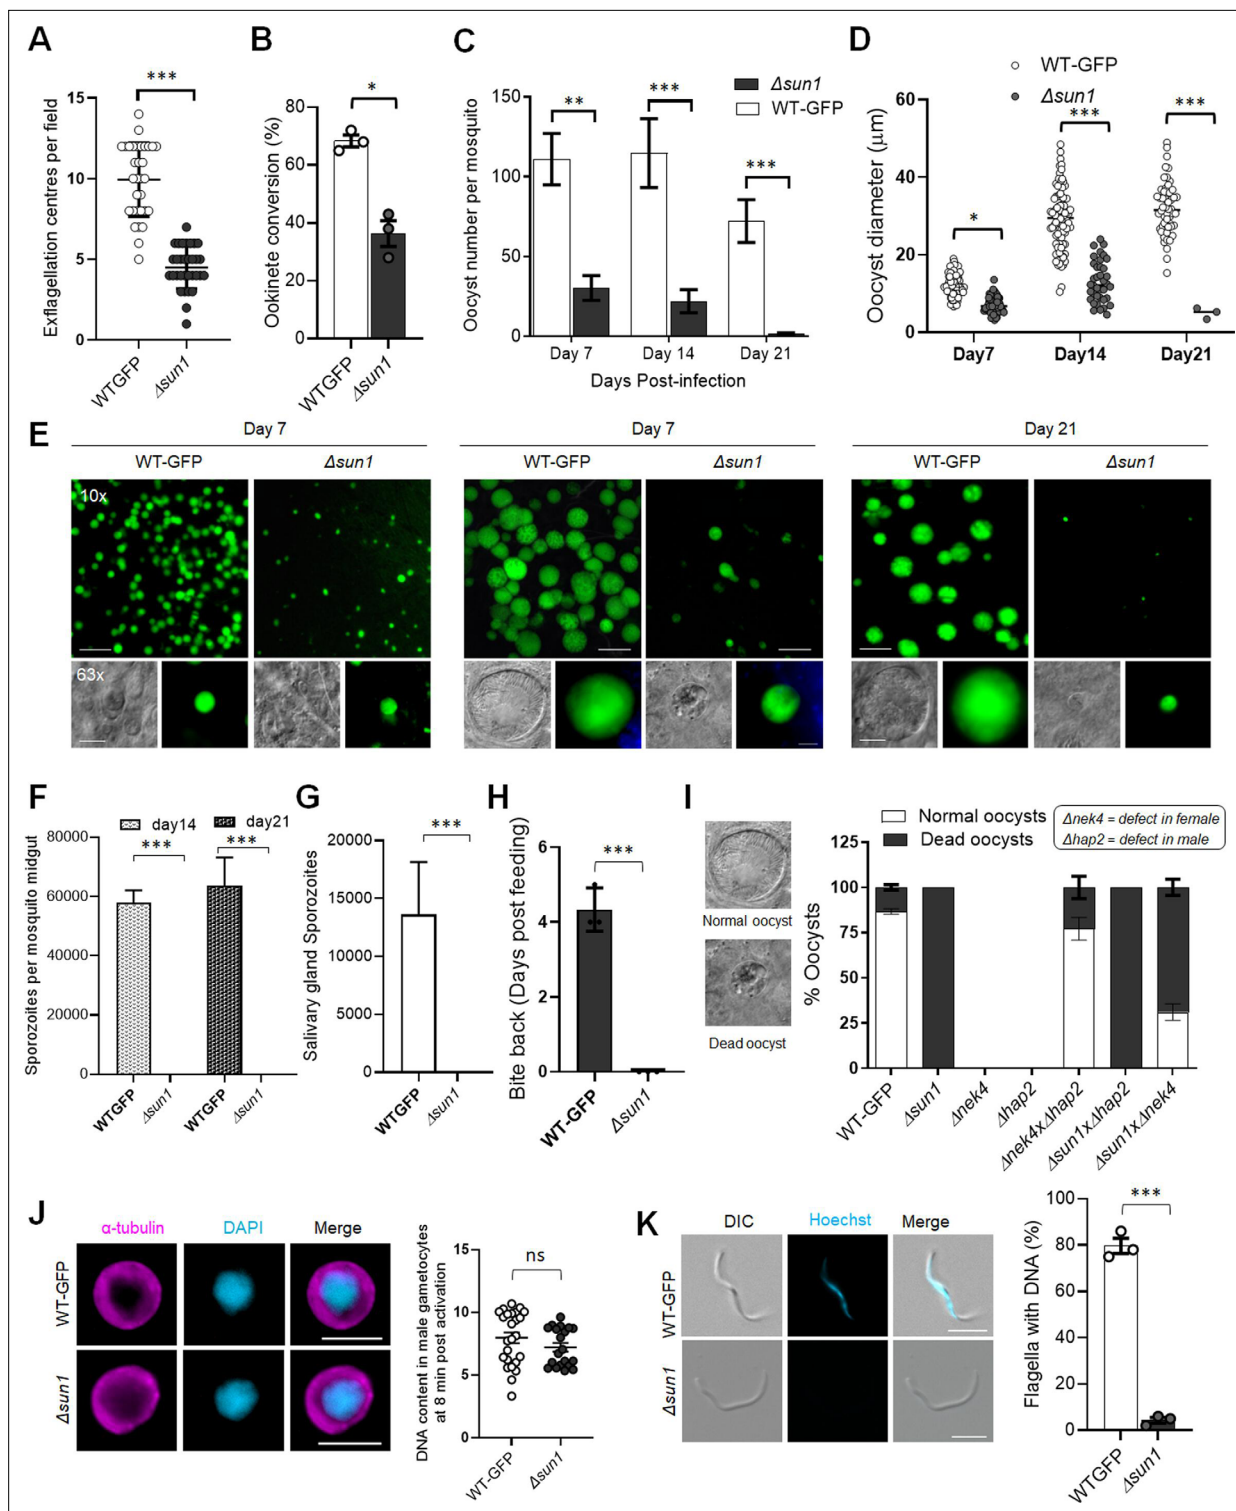 A
***
Exflagellation centres per field
15
10
5
0
WTGFP
Δsun1
B
*
Ookinete conversion (%)
80
60
40
20
0
WTGFP
Δsun1
C
Δsun1
WT-GFP
**
***
***
Oocyst number per mosquito
150
100
50
0
Day 7
Day 14
Day 21
Days Post-infection
D
WT-GFP
Δsun1
*
***
***
Oocyst diameter (μm)
60
40
20
0
Day7
Day14
Day21
E
Day 7
Day 7
Day 21
WT-GFP
Δsun1
WT-GFP
Δsun1
WT-GFP
Δsun1
10x
63x
F
day14
day21
***
***
Sporozoites per mosquito midgut
80000
60000
40000
20000
0
WTGFP
Δsun1
WTGFP
Δsun1
G
***
Salivary gland Sporozoites
20000
15000
10000
5000
0
WTGFP
Δsun1
H
***
Bite back (Days post feeding)
6
4
2
0
WT-GFP
Δsun1
I
Normal oocyst
Dead oocyst
Normal oocysts
Dead oocysts
Δnek4 = defect in female
Δhap2 = defect in male
% Oocysts
125
100
75
50
25
0
WT-GFP
Δsun1
Δnek4
Δhap2
Δnek4xΔhap2
Δsun1xΔhap2
Δsun1xΔnek4
J
α-tubulin
DAPI
Merge
WT-GFP
Δsun1
ns
DNA content in male gametocytes
at 8 min post activation
15
10
5
0
WT-GFP
Δsun1
K
DIC
Hoechst
Merge
WT-GFP
Δsun1
***
Flagella with DNA (%)
100
80
60
40
20
0
WTGFP
Δsun1